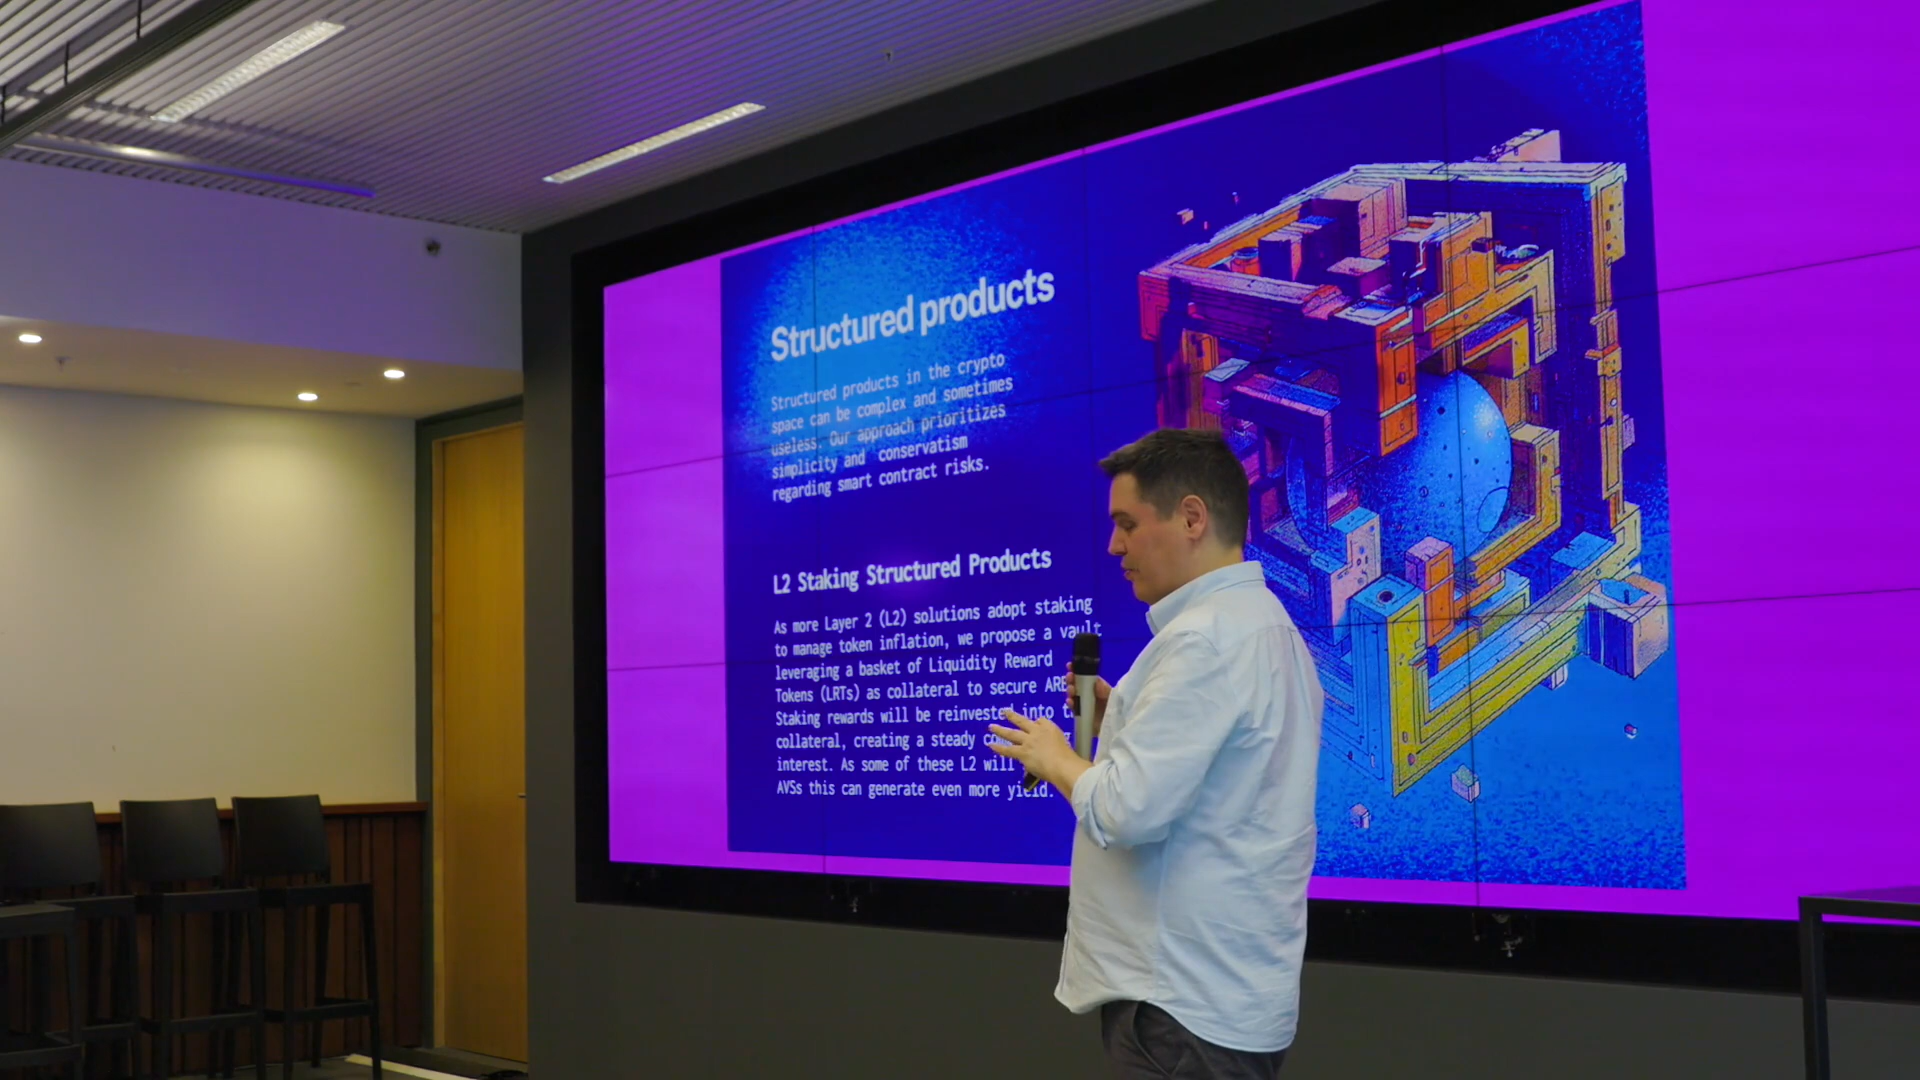 Structured products
Structured products in the crypto
space can be complex and sometimes
useless. Our approach prioritizes
simplicity and conservatism
regarding smart contract risks.
L2 Staking Structured Products
As more Layer 2 (L2) solutions adopt staking
to manage token inflation, we propose a vault
leveraging a basket of Liquidity Reward
Tokens (LRTs) as collateral to secure
Staking rewards will be reinvested into
collateral, creating a steady
interest. As some of these L2 will
AVSs this can generate even more yield.